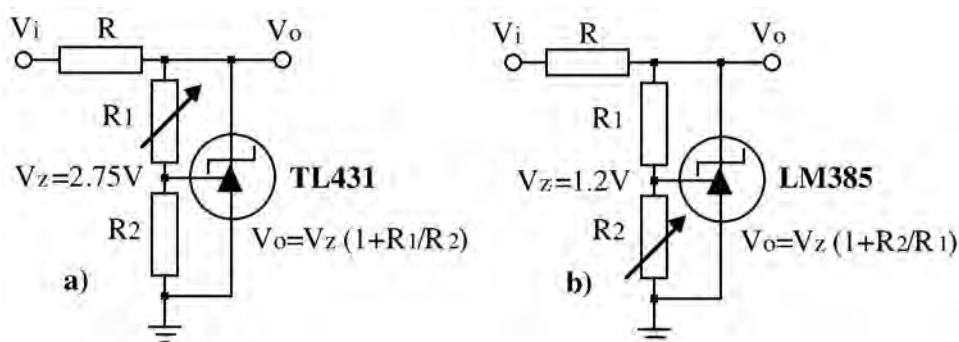 Vi R Vo
R1
Vz=2.75V TL431
R2
Vo=Vz (1+R1/R2)
a)
Vi R Vo
R1
Vz=1.2V LM385
R2
Vo=Vz (1+R2/R1)
b)